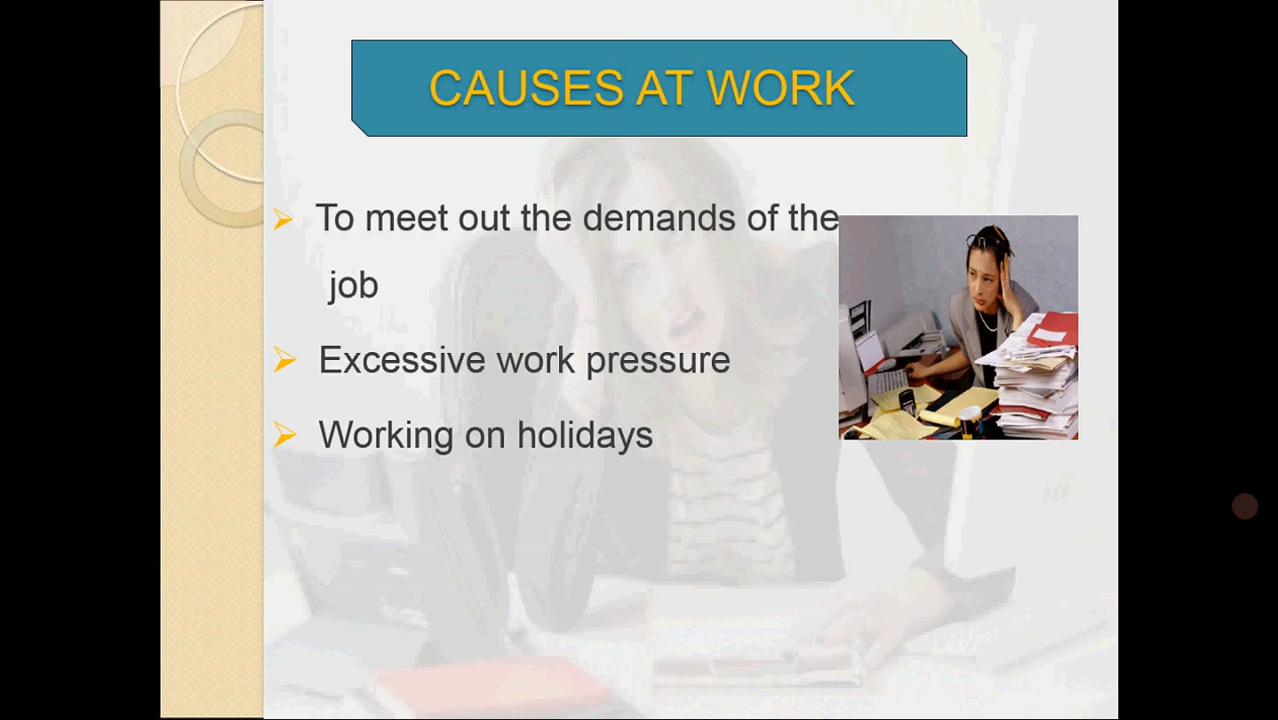 CAUSES AT WORK
To meet out the demands of the
job
Excessive work pressure
Working on holidays